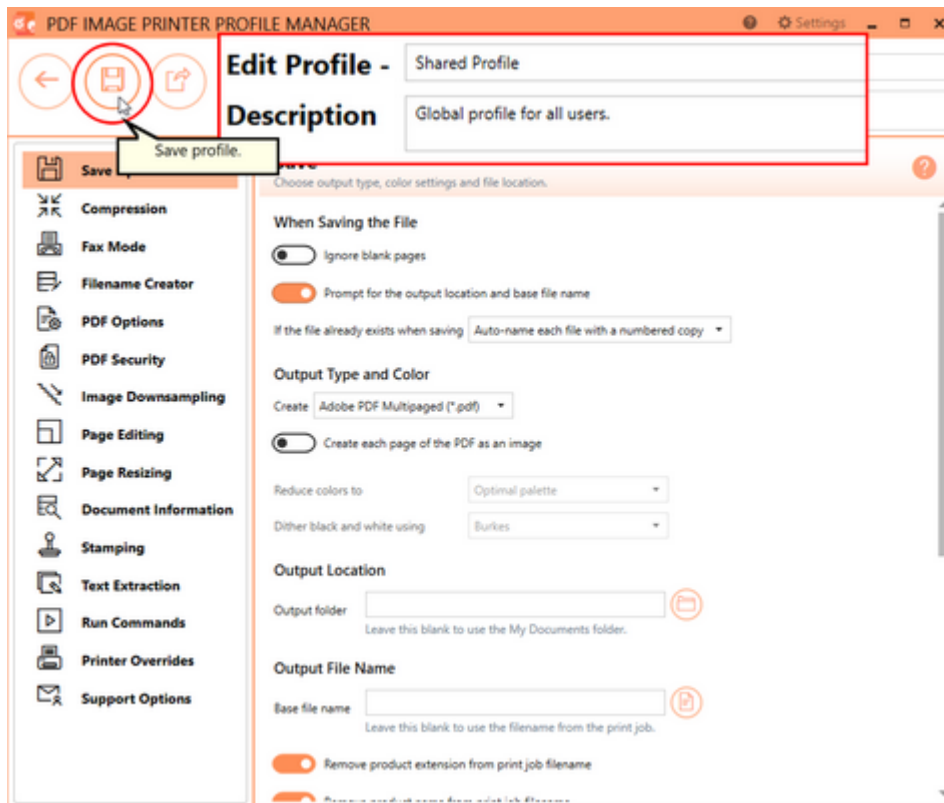 PDF IMAGE PRINTER PROFILE MANAGER
Settings
Edit Profile - Shared Profile
Description Global profile for all users.
Save profile.
Save
Choose output type, color settings and file location.
Compression
Fax Mode
Filename Creator
PDF Options
PDF Security
Image Downsampling
Page Editing
Page Resizing
Document Information
Stamping
Text Extraction
Run Commands
Printer Overrides
Support Options
When Saving the File
Ignore blank pages
Prompt for the output location and base file name
If the file already exists when saving Auto-name each file with a numbered copy
Output Type and Color
Create Adobe PDF Multipaged (*.pdf)
Create each page of the PDF as an image
Reduce colors to Optimal palette
Dither black and white using Burkes
Output Location
Output folder
Leave this blank to use the My Documents folder.
Output File Name
Base file name
Leave this blank to use the filename from the print job.
Remove product extension from print job filename